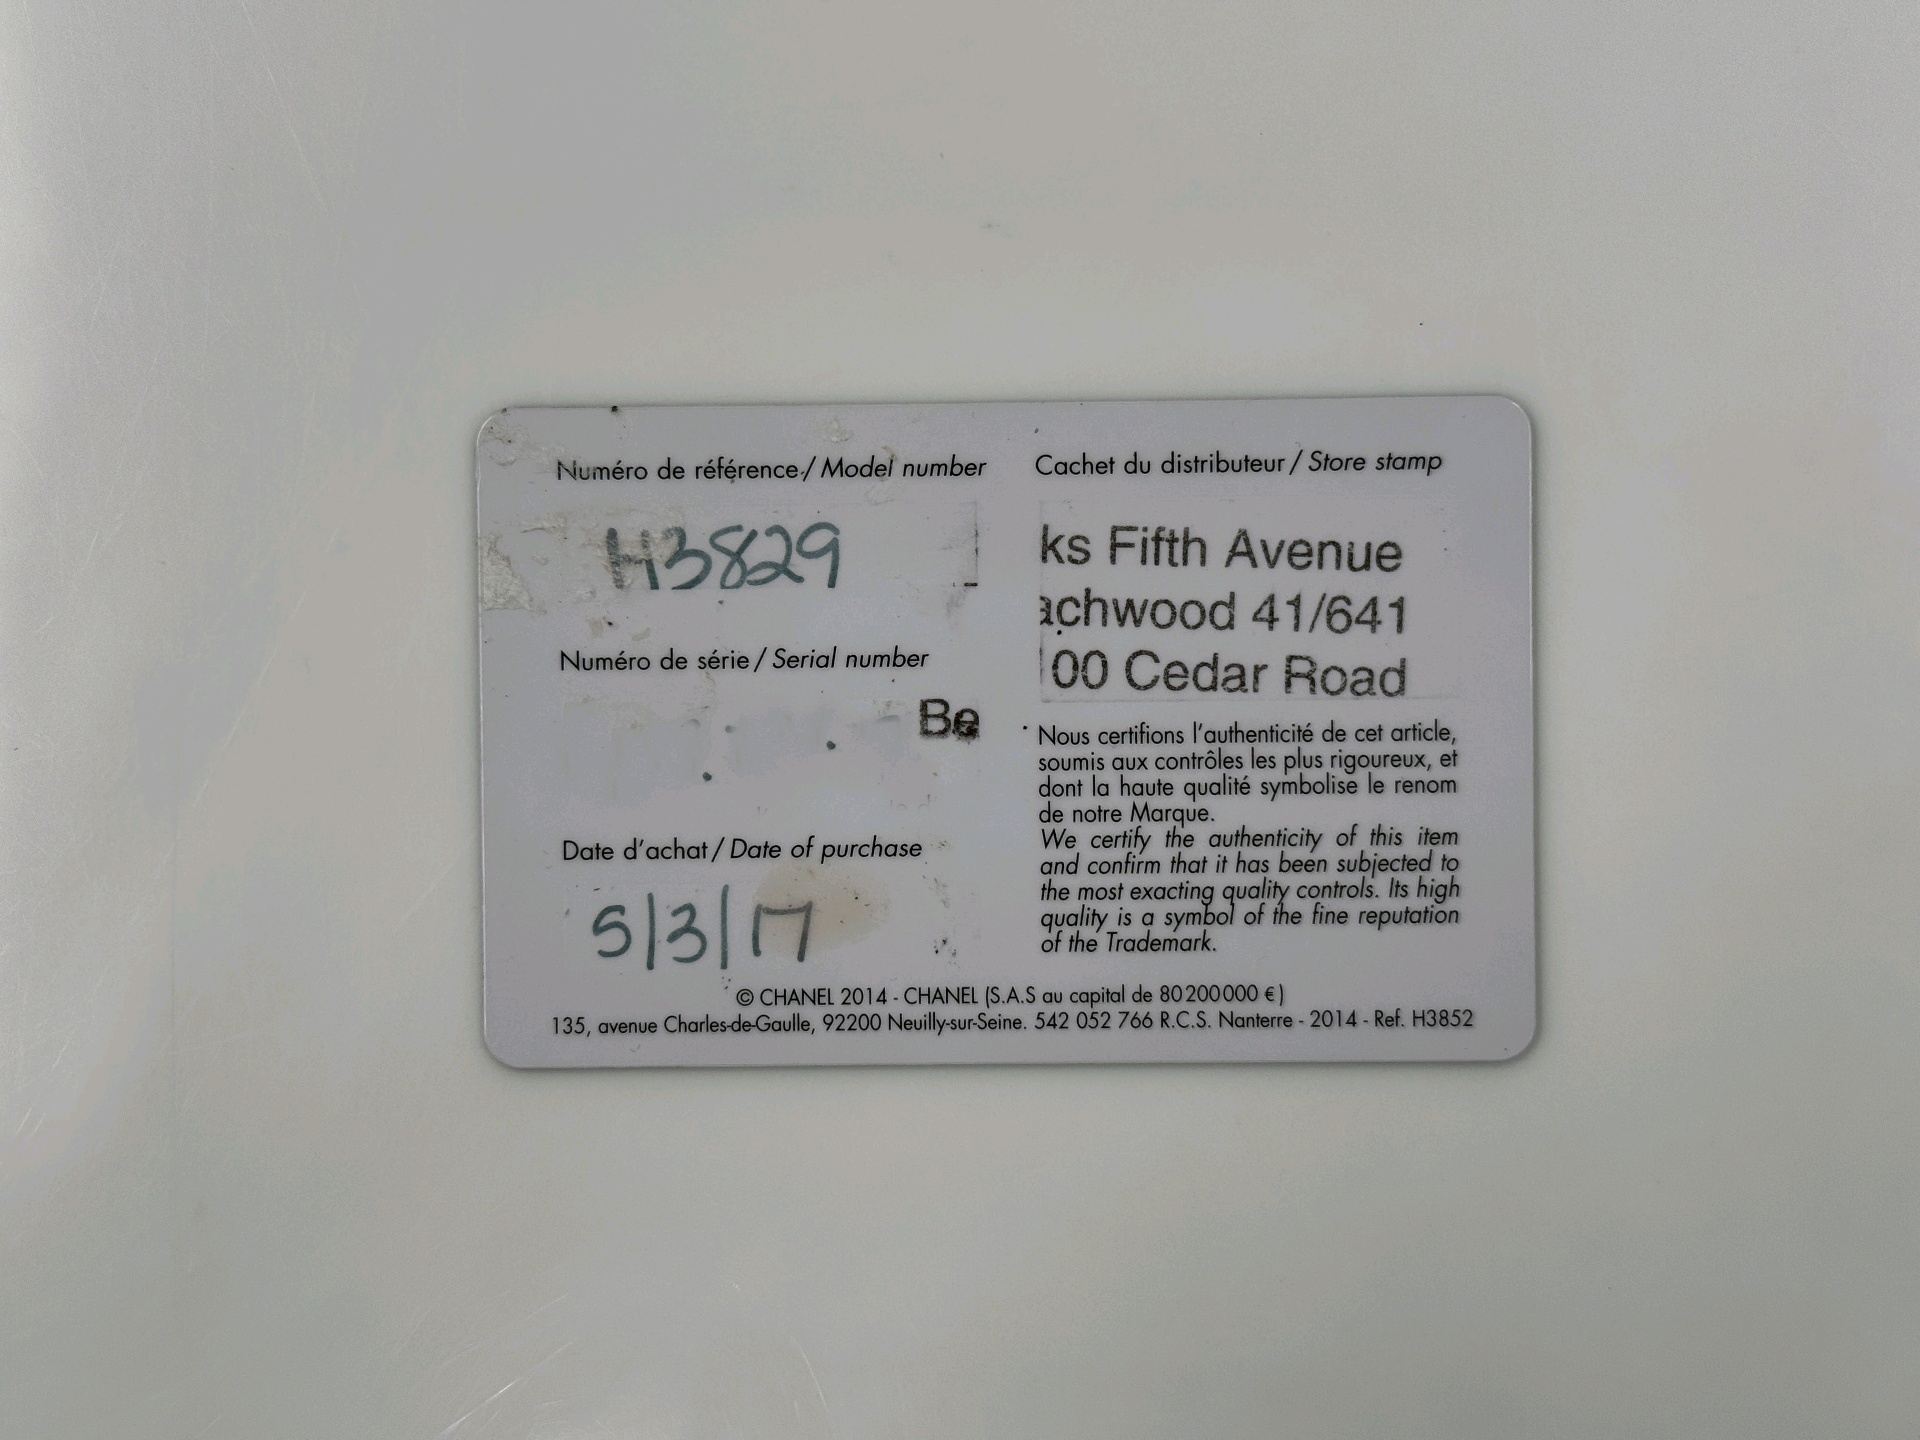 Numéro de référence / Model number
H3829
Numéro de série / Serial number
Be
Date d'achat / Date of purchase
5/3/17
Cachet du distributeur / Store stamp
ks Fifth Avenue
achwood 41/641
00 Cedar Road
Nous certifions l'authenticité de cet article,
soumis aux contrôles les plus rigoureux, et
dont la haute qualité symbolise le renom
de notre Marque.
We certify the authenticity of this item
and confirm that it has been subjected to
the most exacting quality controls. Its high
quality is a symbol of the fine reputation
of the Trademark.
© CHANEL 2014 - CHANEL (S.A.S au capital de 80 200 000 €)
135, avenue Charles-de-Gaulle, 92200 Neuilly-sur-Seine. 542 052 766 R.C.S. Nanterre - 2014 - Ref. H3852